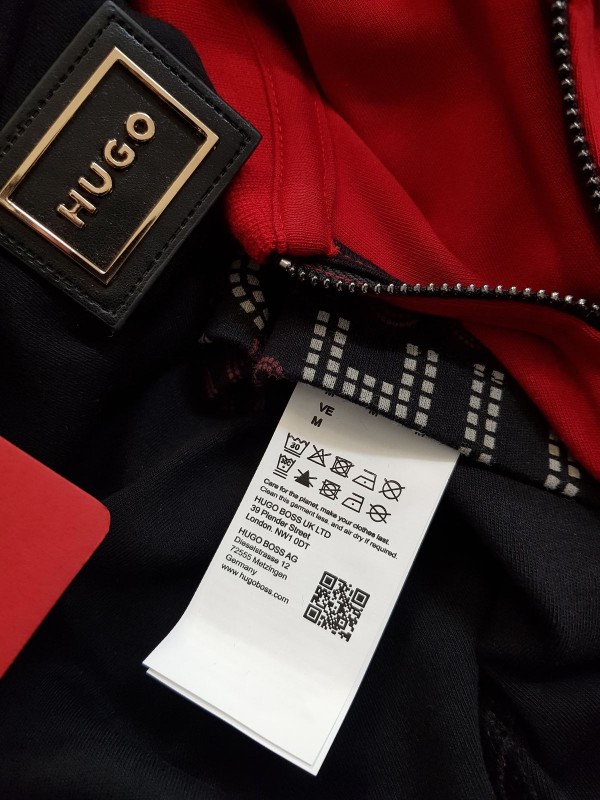 HUGO
VE
M
30
Care for the planet, make your clothes last.
Clean this garment less, and air dry if required.
HUGO BOSS UK LTD
39 Plender Street
London. NW1 0DT
HUGO BOSS AG
Dieselstrasse 12
72555 Metzingen
Germany
www.hugoboss.com